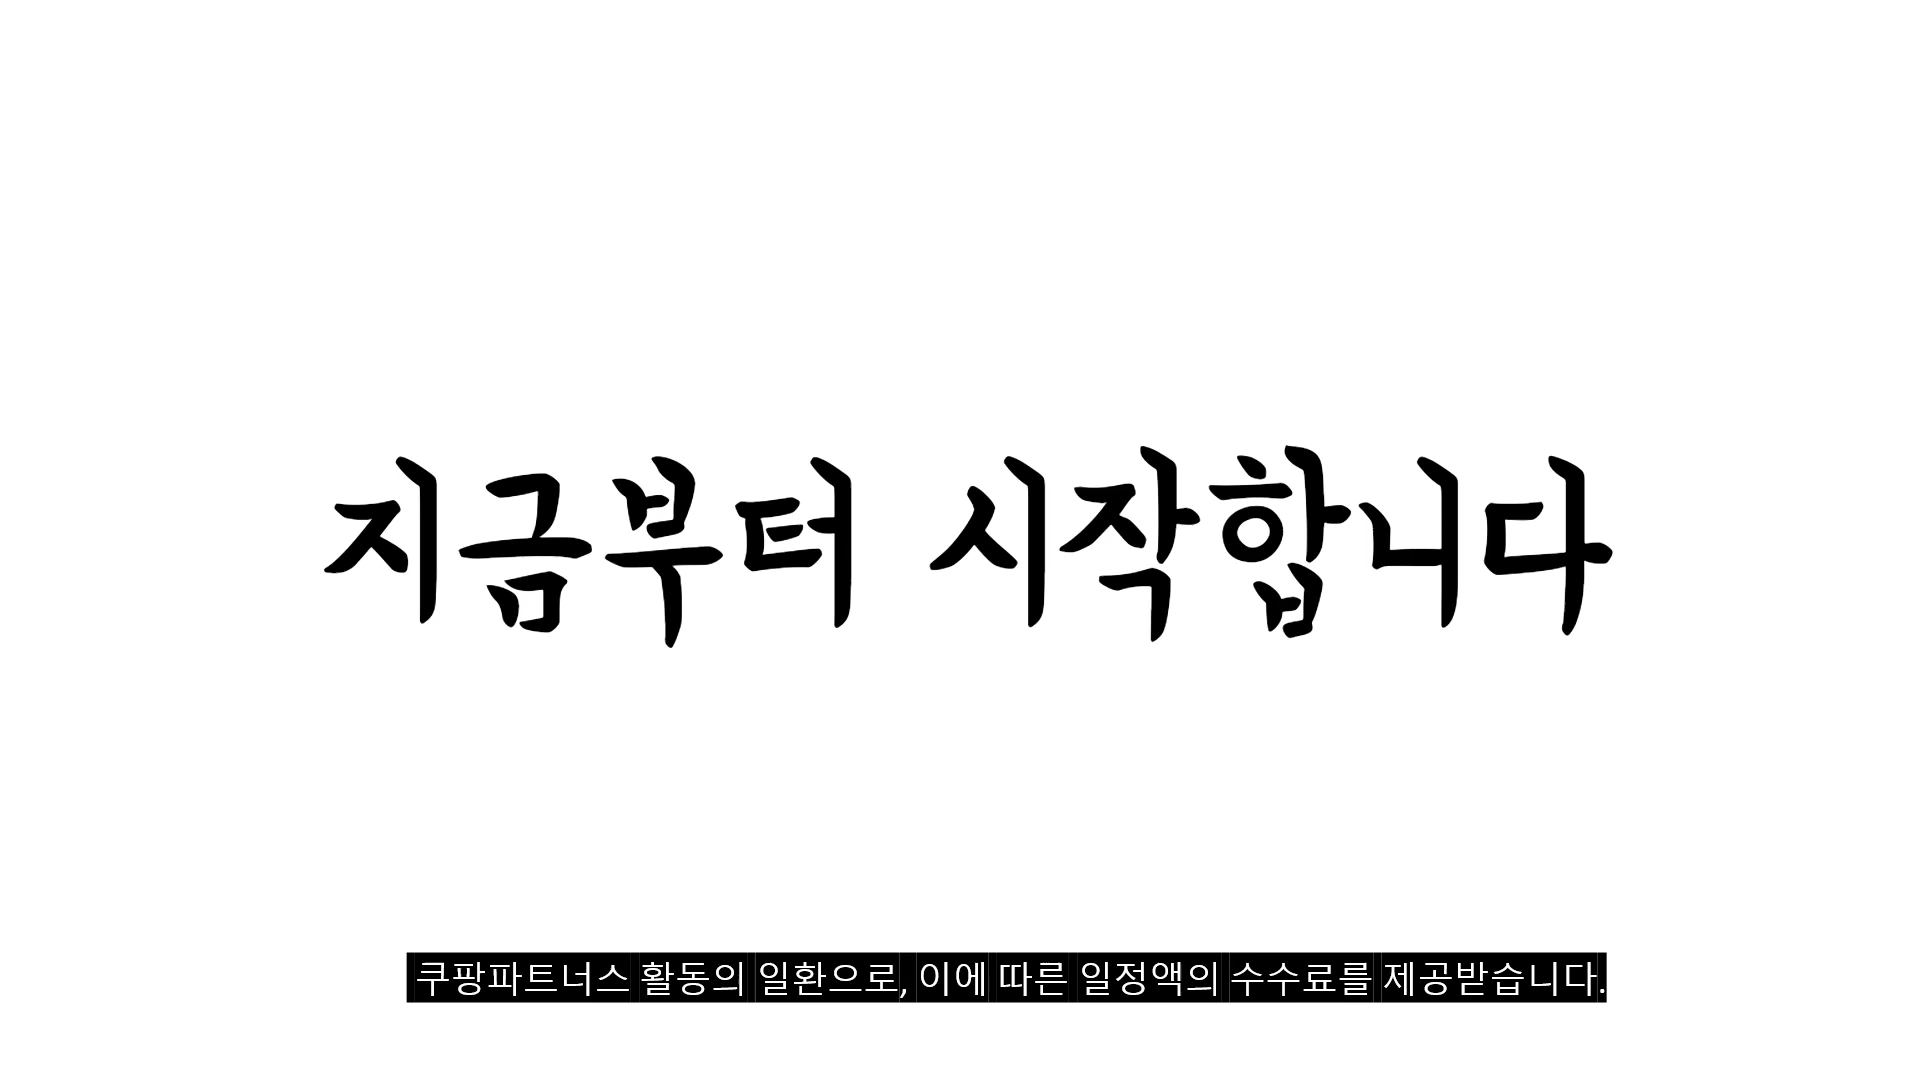 지금부터 시작합니다
쿠팡파트너스 활동의 일환으로, 이에 따른 일정액의 수수료를 제공받습니다.